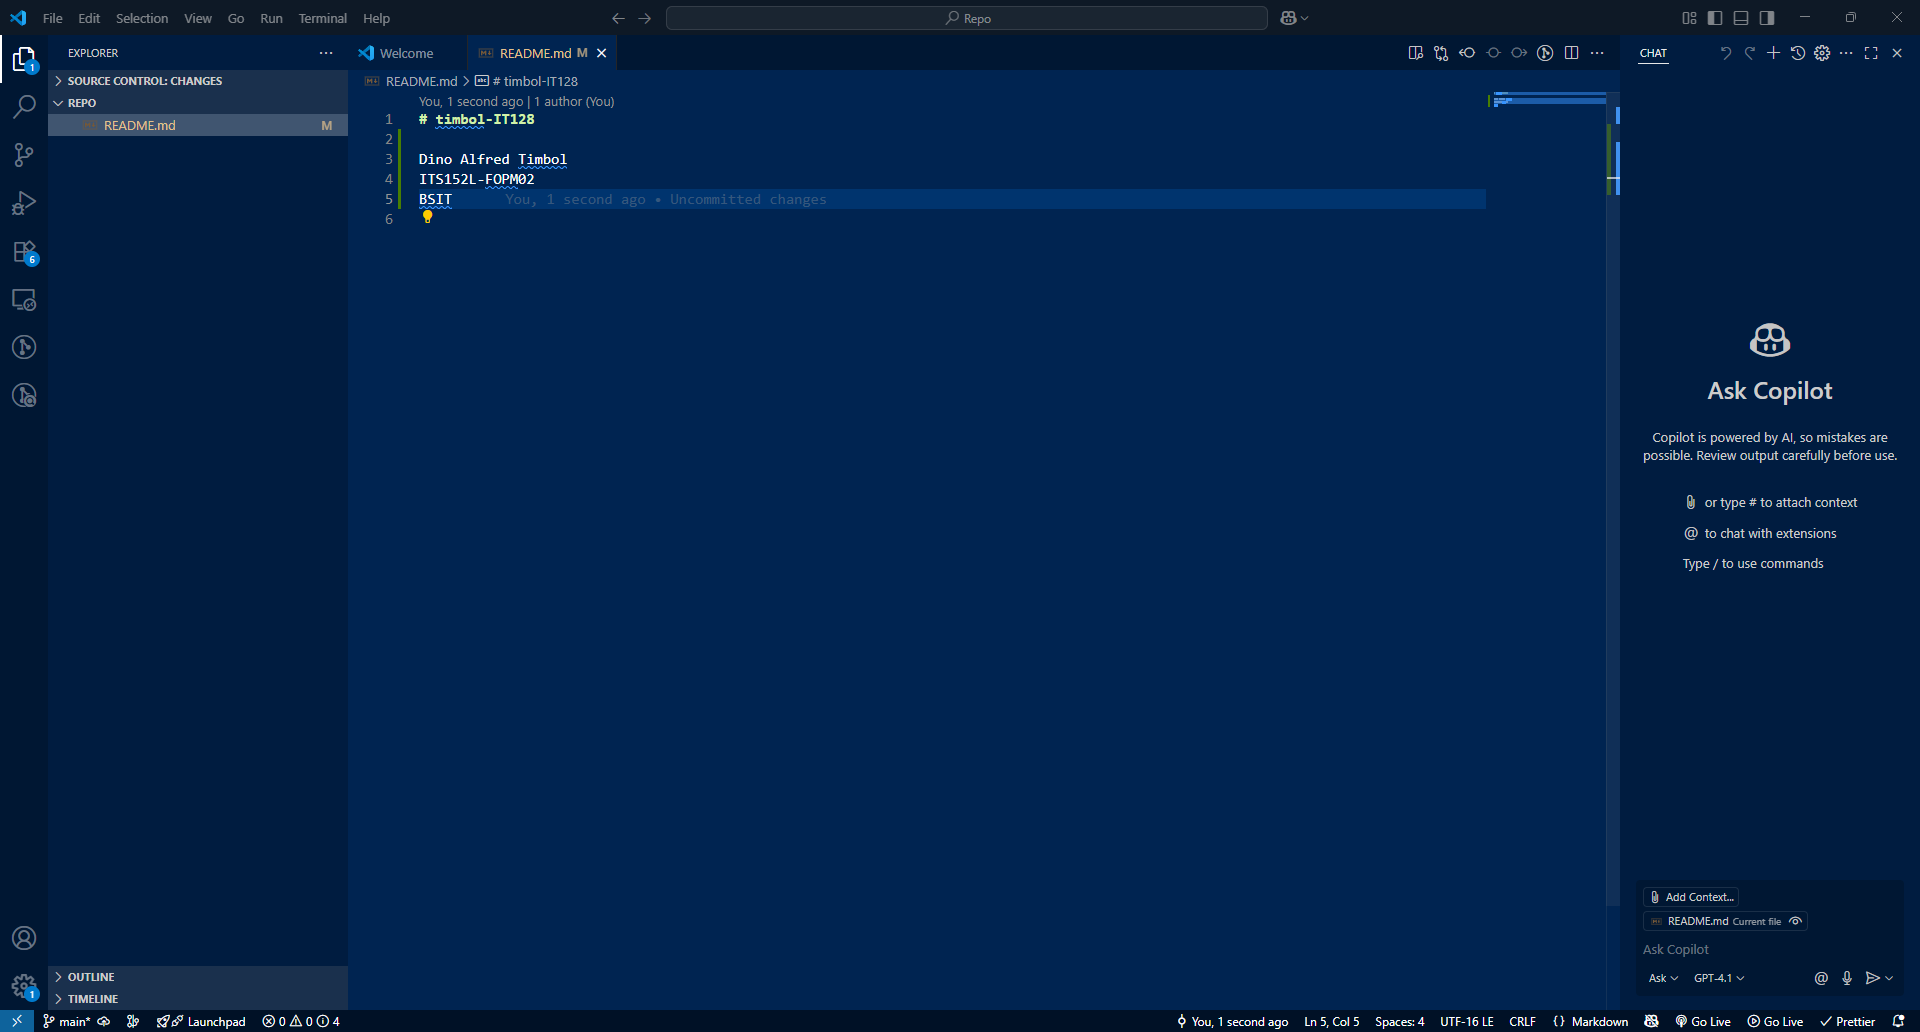 File Edit Selection View Go Run Terminal Help
Repo
EXPLORER
SOURCE CONTROL: CHANGES
REPO
README.md M
1
6
1
Welcome
README.md M
README.md > # timbol-IT128
You, 1 second ago | 1 author (You)
1 # timbol-IT128
2
3 Dino Alfred Timbol
4 ITS152L-FOPM02
5 BSIT You, 1 second ago • Uncommitted changes
6
CHAT
Ask Copilot
Copilot is powered by AI, so mistakes are
possible. Review output carefully before use.
or type # to attach context
@ to chat with extensions
Type / to use commands
Add Context...
README.md Current file
Ask Copilot
Ask GPT-4.1 @
OUTLINE
TIMELINE
main* Launchpad 0 0 4 You, 1 second ago Ln 5, Col 5 Spaces: 4 UTF-16 LE CRLF {} Markdown Go Live Go Live Prettier